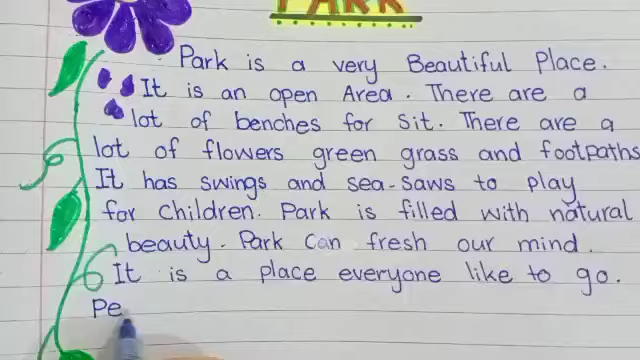 PARK
Park is a very Beautiful Place.
It is an open Area. There are a
lot of benches for sit. There are a
lot of flowers green grass and footpaths
It has swings and sea-saws to play
for children. Park is filled with natural
beauty. Park can fresh our mind.
It is a place everyone like to go.
Pe